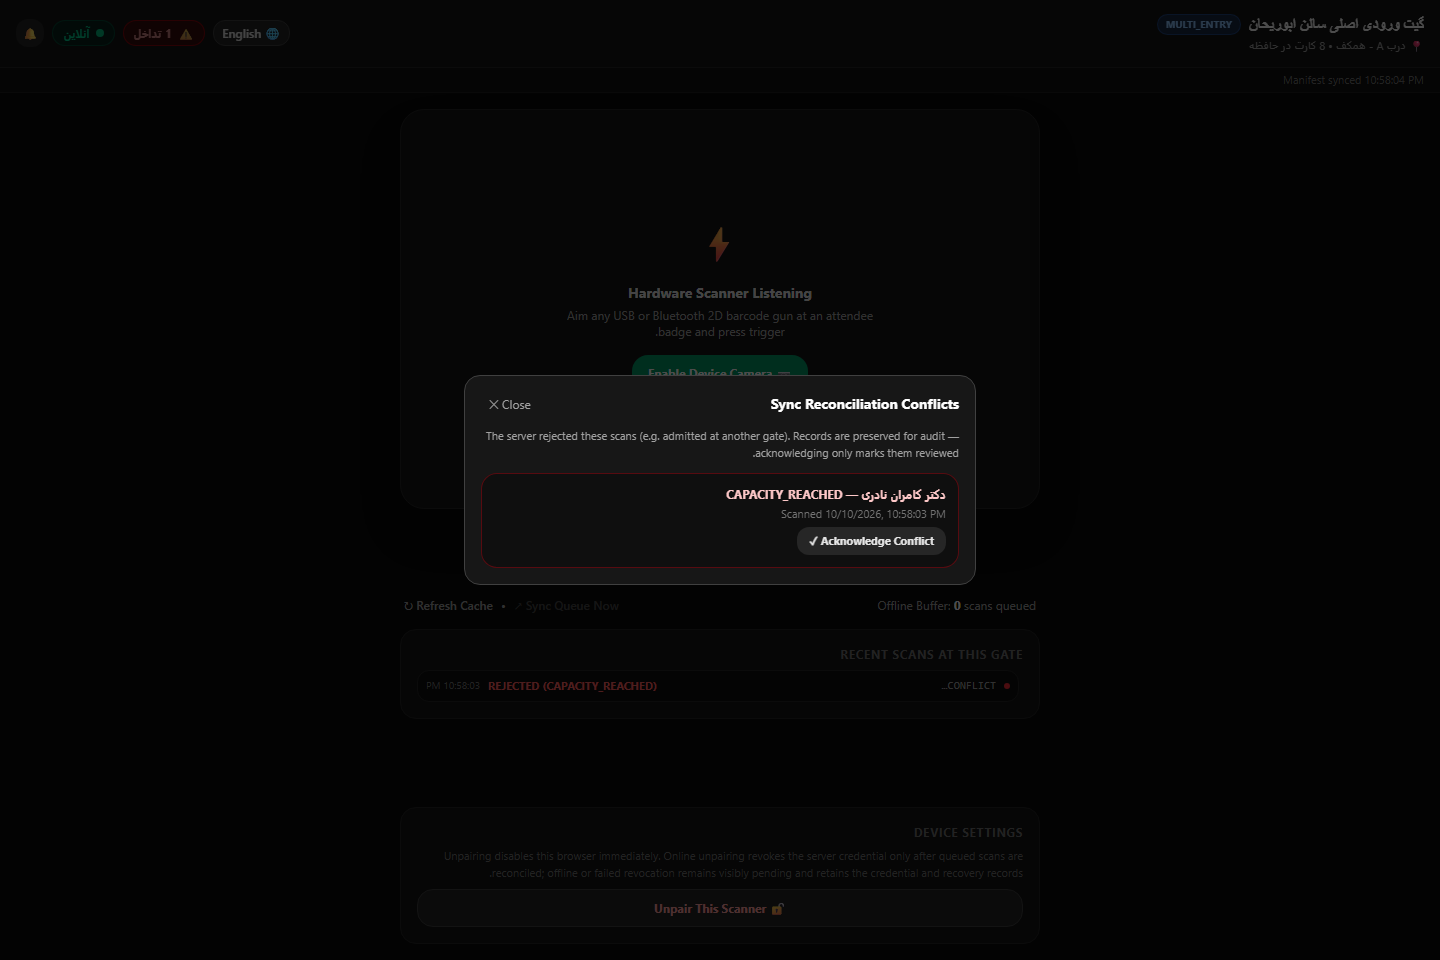 گیت ورودی اصلی سالن ابوریحان
MULTI_ENTRY
درب A - همکف • 8 کارت در حافظه
English
1 تداخل
آنلاین
Manifest synced 10:58:04 PM
Hardware Scanner Listening
Aim any USB or Bluetooth 2D barcode gun at an attendee
.badge and press trigger
Enable Device Camera
Sync Reconciliation Conflicts
Close
The server rejected these scans (e.g. admitted at another gate). Records are preserved for audit —
.acknowledging only marks them reviewed
دکتر کامران نادری — CAPACITY_REACHED
Scanned 10/10/2026, 10:58:03 PM
✓ Acknowledge Conflict
↻ Refresh Cache • Sync Queue Now
Offline Buffer: 0 scans queued
RECENT SCANS AT THIS GATE
…CONFLICT
REJECTED (CAPACITY_REACHED)
PM 10:58:03
DEVICE SETTINGS
Unpairing disables this browser immediately. Online unpairing revokes the server credential only after queued scans are
.reconciled; offline or failed revocation remains visibly pending and retains the credential and recovery records
Unpair This Scanner